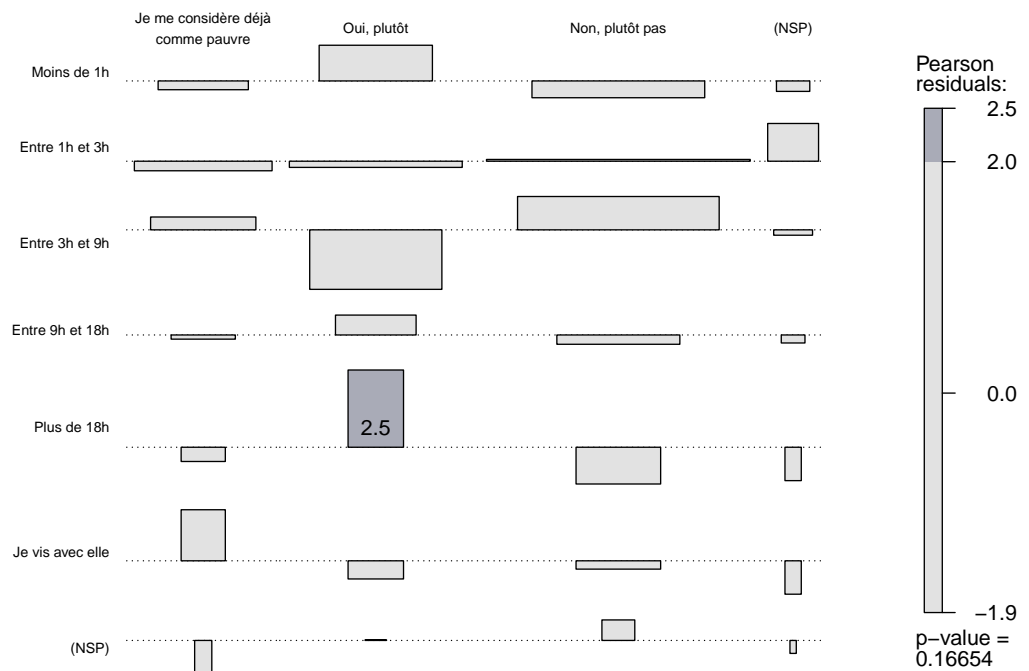 Je me considère déjà
comme pauvre
Oui, plutôt
Non, plutôt pas
(NSP)
Moins de 1h
Entre 1h et 3h
Entre 3h et 9h
Entre 9h et 18h
Plus de 18h
2.5
Je vis avec elle
(NSP)
Pearson
residuals:
2.5
2.0
0.0
−1.9
p−value =
0.16654